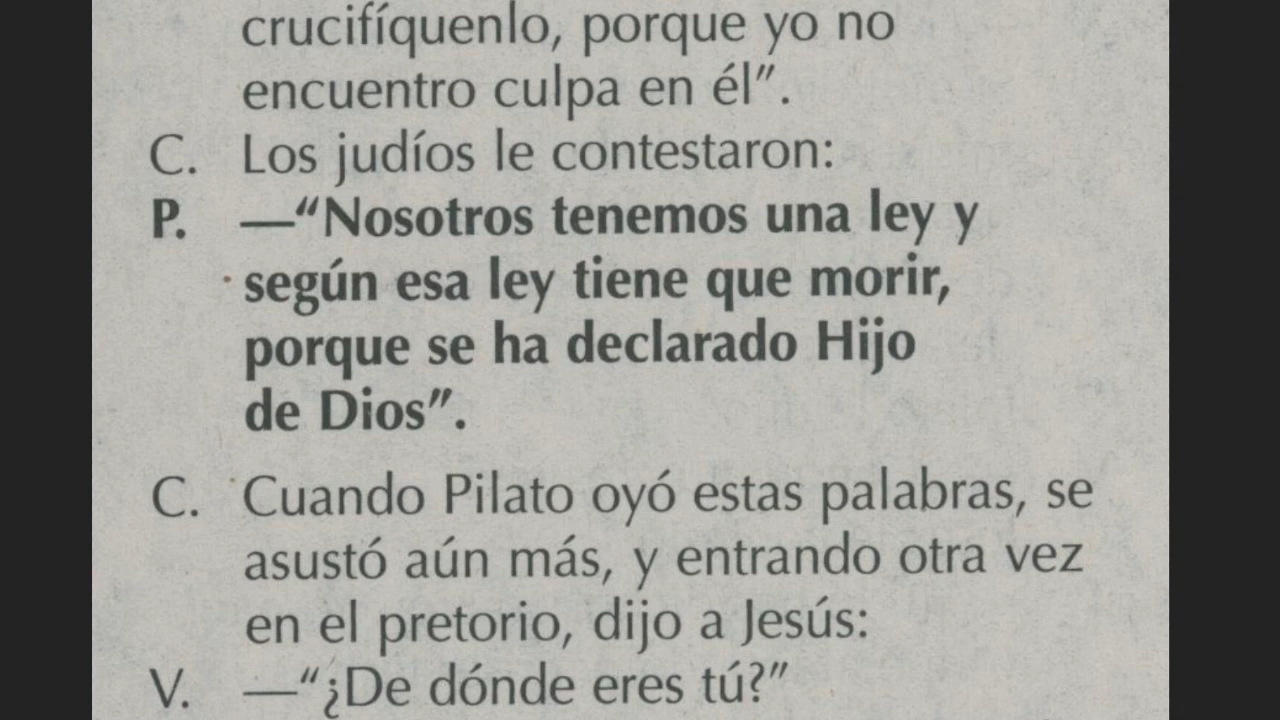 crucifíquenlo, porque yo no
encuentro culpa en él”.
C. Los judíos le contestaron:
P. —“Nosotros tenemos una ley y
según esa ley tiene que morir,
porque se ha declarado Hijo
de Dios”.
C. Cuando Pilato oyó estas palabras, se
asustó aún más, y entrando otra vez
en el pretorio, dijo a Jesús:
V. —“¿De dónde eres tú?”